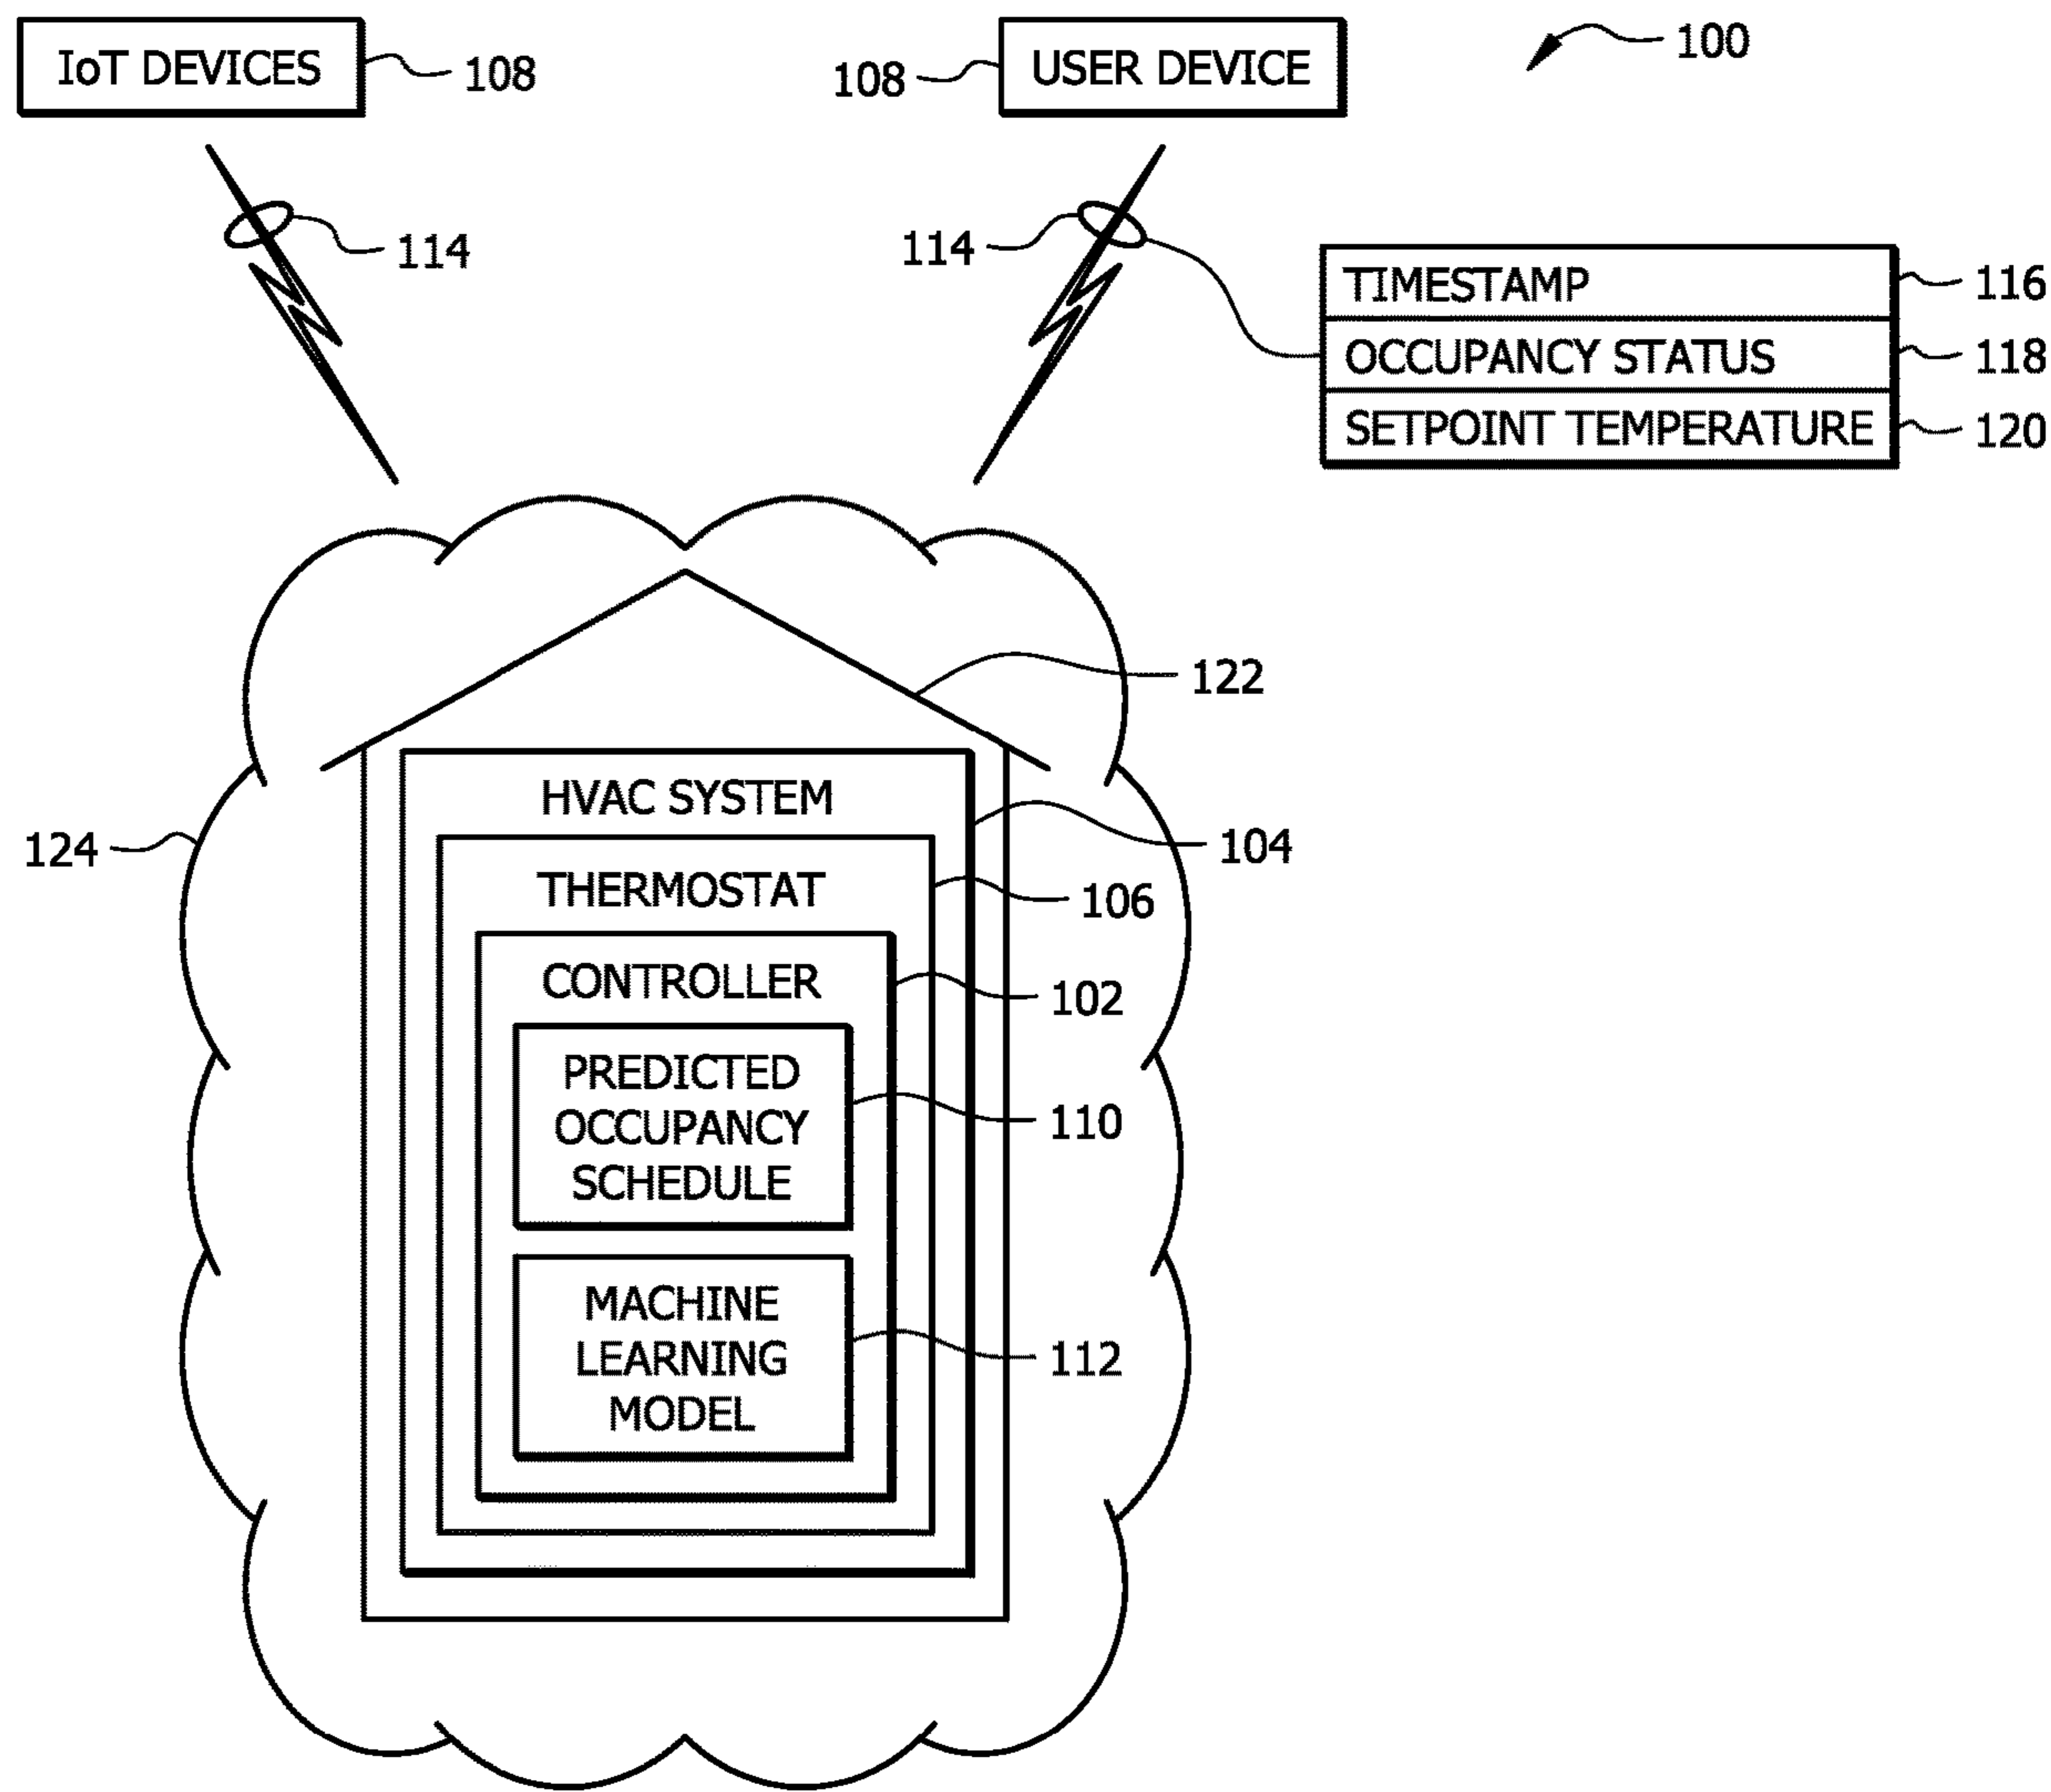 IoT DEVICES
108
108
USER DEVICE
100
114
114
TIMESTAMP
116
OCCUPANCY STATUS
118
SETPOINT TEMPERATURE
120
122
HVAC SYSTEM
104
124
THERMOSTAT
106
CONTROLLER
102
PREDICTED
OCCUPANCY
SCHEDULE
110
MACHINE
LEARNING
MODEL
112